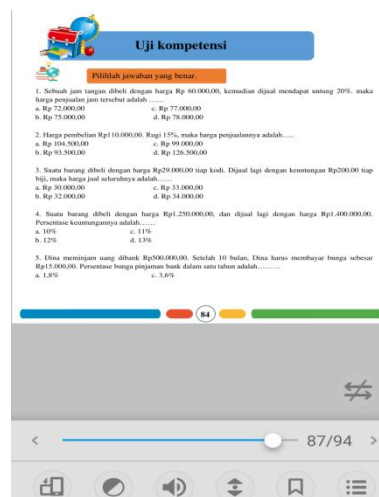 Uji kompetensi
Pilihlah jawaban yang benar.
1. Sebuah jam tangan dibeli dengan harga Rp 60.000,00, kemudian dijual mendapat untung 20%. maka
harga penjualan jam tersebut adalah ......
a. Rp 72.000,00 c. Rp 77.000,00
b. Rp 75.000,00 d. Rp 78.000,00
2. Harga pembelian Rp110.000,00. Rugi 15%, maka harga penjualannya adalah.....
a. Rp 104.500,00 c. Rp 99.000,00
b. Rp 93.500,00 d. Rp 126.500,00
3. Suatu barang dibeli dengan harga Rp29.000,00 tiap kodi. Dijual lagi dengan keuntungan Rp200,00 tiap
biji, maka harga jual seluruhnya adalah......
a. Rp 30.000,00 c. Rp 33.000,00
b. Rp 32.000,00 d. Rp 34.000,00
4. Suatu barang dibeli dengan harga Rp1.250.000,00, dan dijual lagi dengan harga Rp1.400.000,00.
Persentase keuntungannya adalah......
a. 10% c. 11%
b. 12% d. 13%
5. Dina meminjam uang dibank Rp500.000,00. Setelah 10 bulan, Dina harus membayar bunga sebesar
Rp15.000,00. Persentase bunga pinjaman bank dalam satu tahun adalah.........
a. 1,8% c. 3,6%
84
87/94